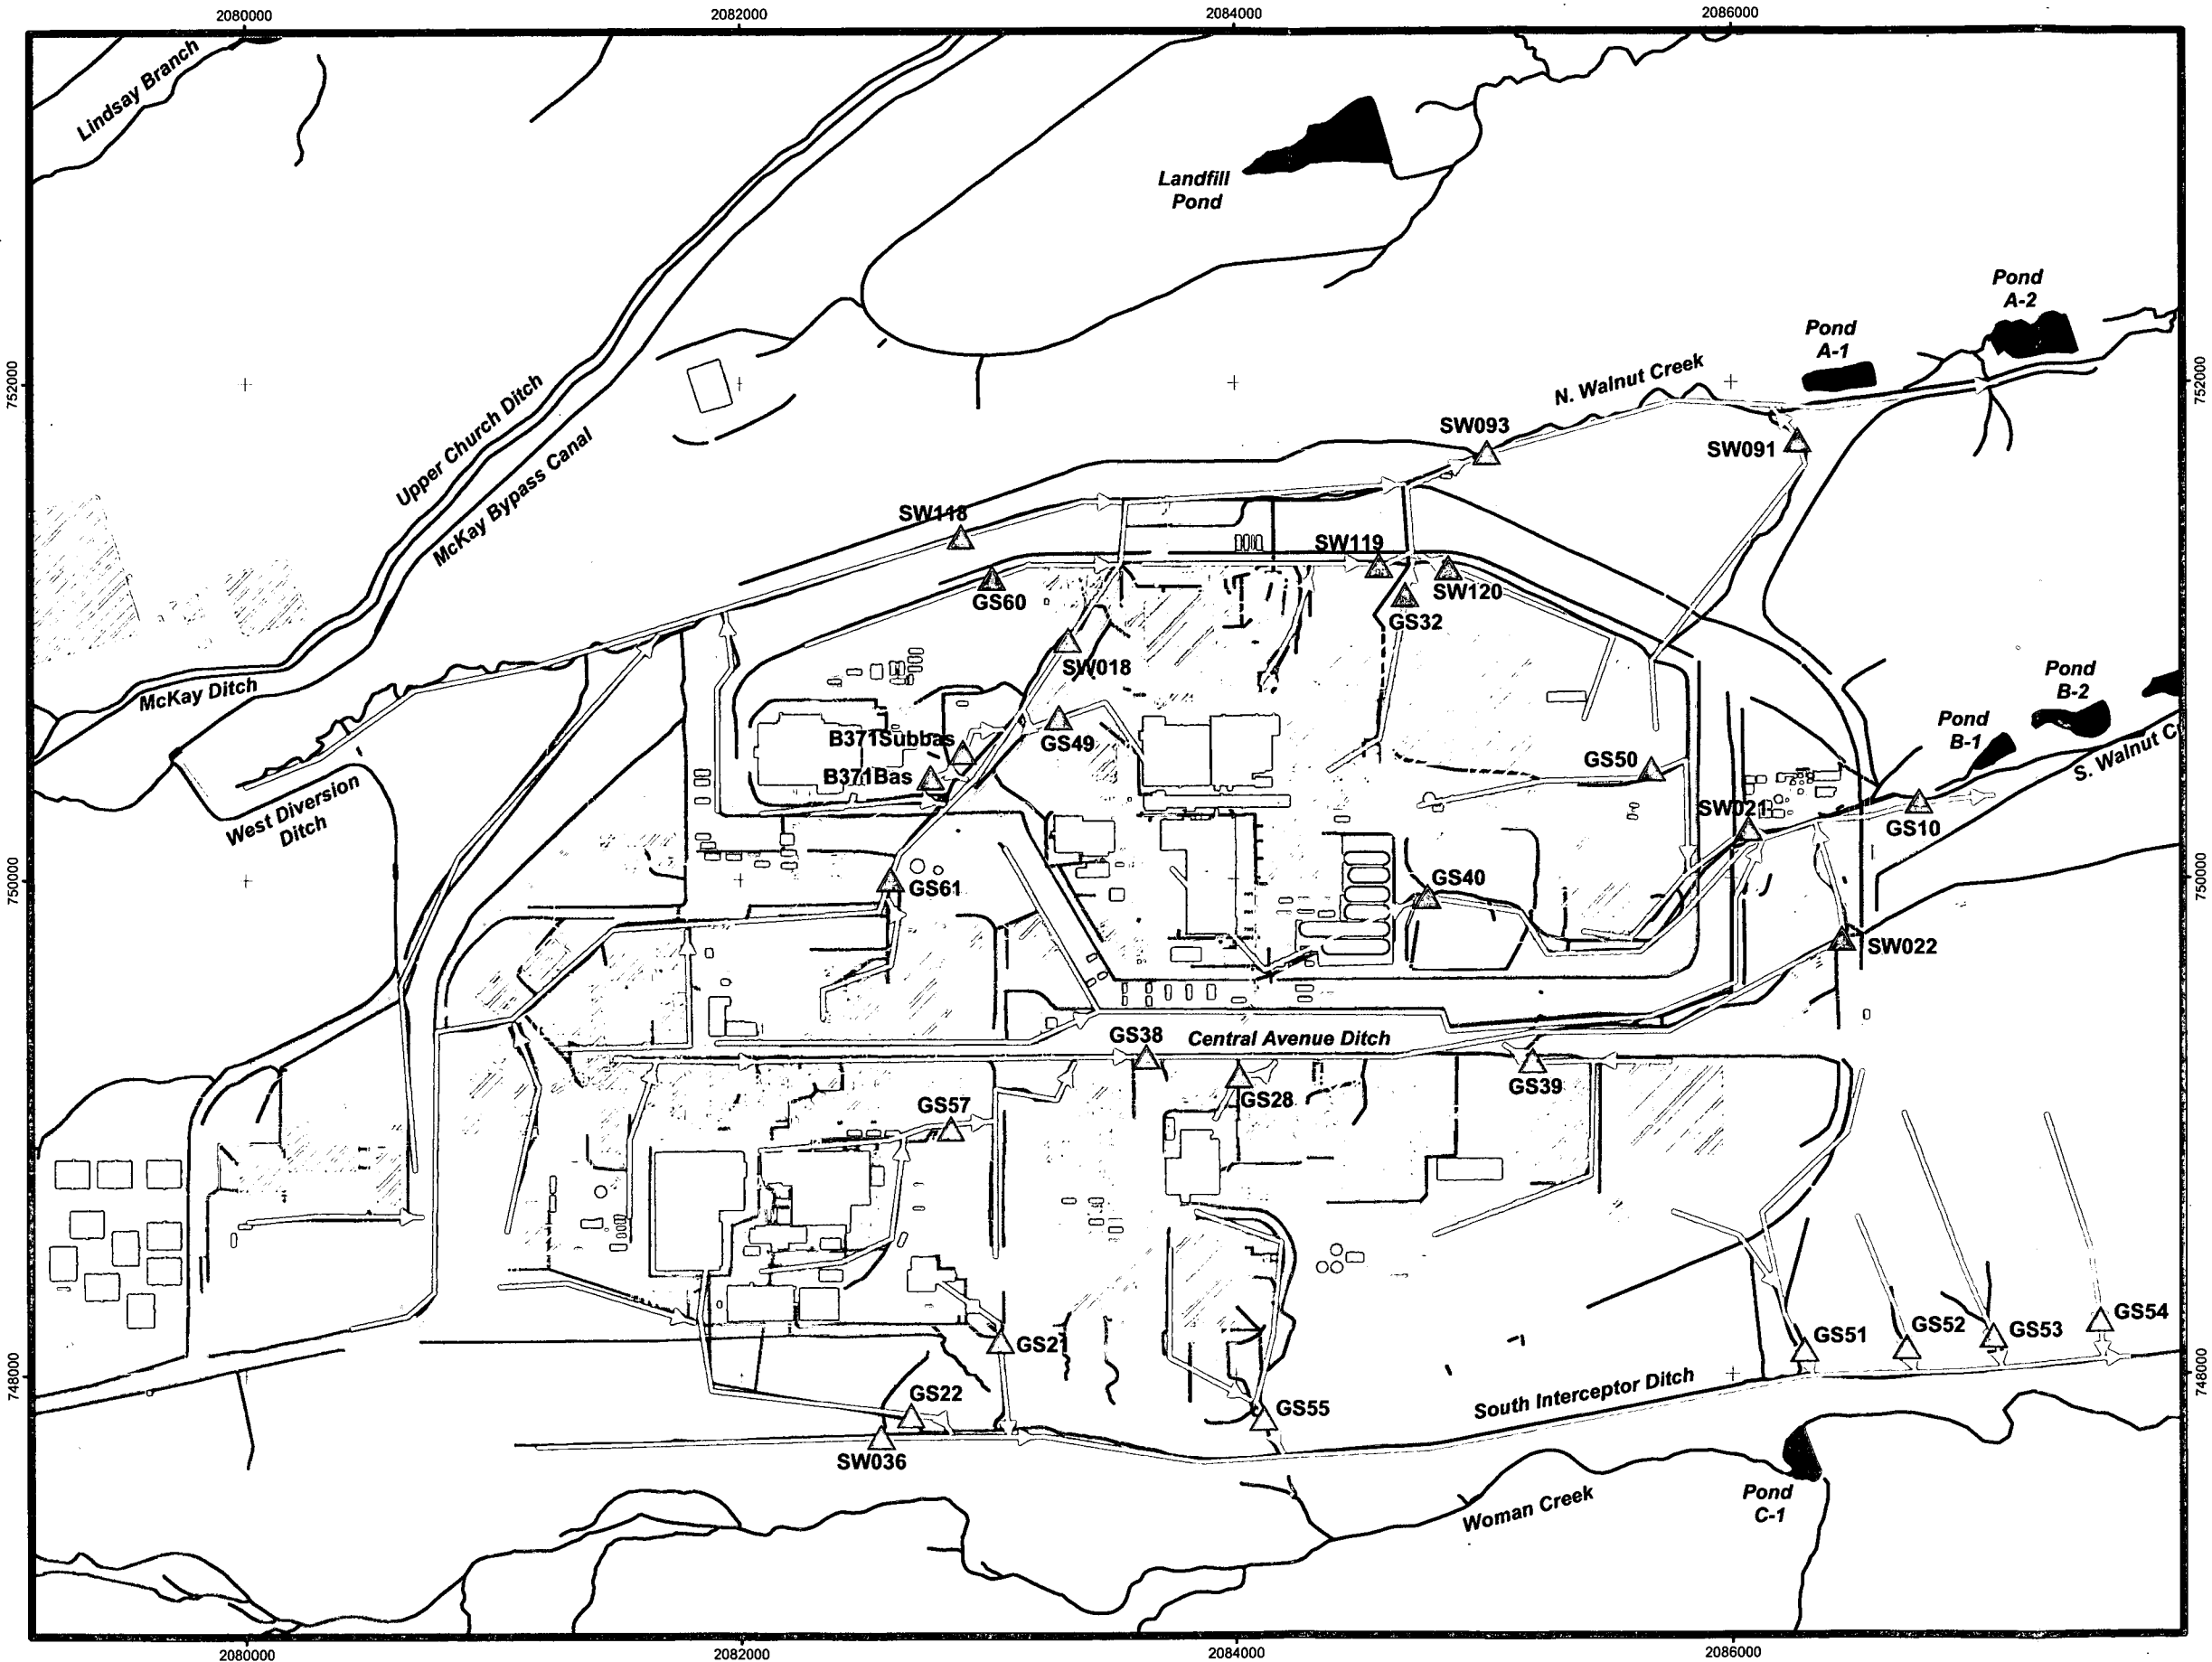 2080000
2082000
2084000
2086000
Lindsay Branch
Landfill
Pond
Pond
A-2
Pond
A-1
752000
752000
N. Walnut Creek
Upper Church Ditch
SW093
SW091
McKay Bypass Canal
SW118
SW119
GS60
SW120
GS32
SW018
McKay Ditch
Pond
B-2
Pond
B-1
B371Subbas
GS49
S. Walnut C
GS50
B371Bas
West Diversion
Ditch
SW021
GS10
750000
750000
GS61
GS40
SW022
GS38
Central Avenue Ditch
GS39
GS28
GS57
GS54
GS53
GS52
GS51
GS21
748000
748000
South Interceptor Ditch
GS22
GS55
SW036
Pond
C-1
Woman Creek
2080000
2082000
2084000
2086000